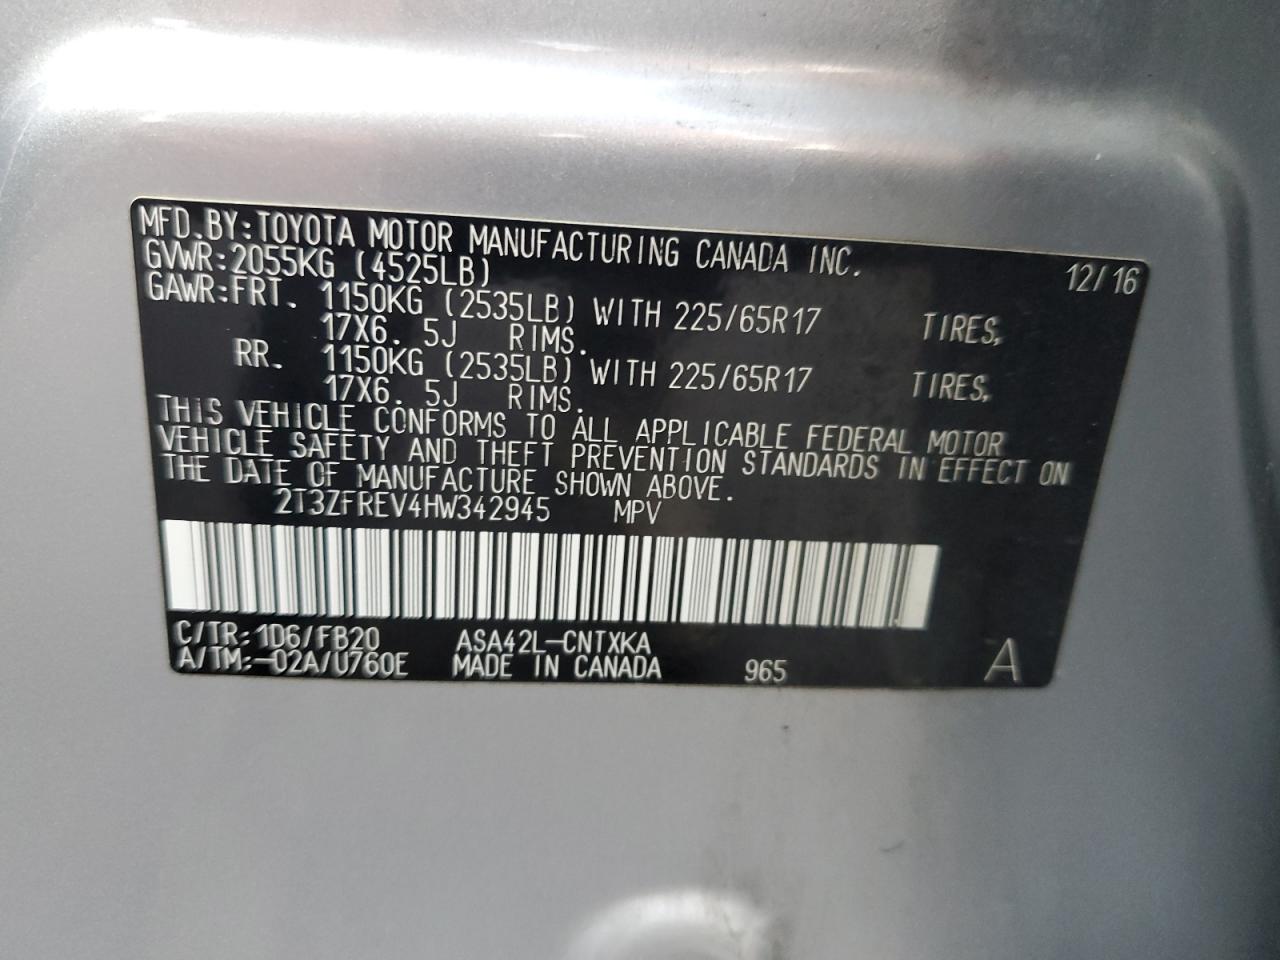 MFD.BY:TOYOTA MOTOR MANUFACTURING CANADA INC.
GVWR:2055KG (4525LB) 12/16
GAWR:FRT. 1150KG (2535LB) WITH 225/65R17 TIRES,
17X6.5J RIMS.
RR. 1150KG (2535LB) WITH 225/65R17 TIRES,
17X6.5J RIMS.
THIS VEHICLE CONFORMS TO ALL APPLICABLE FEDERAL MOTOR
VEHICLE SAFETY AND THEFT PREVENTION STANDARDS IN EFFECT ON
THE DATE OF MANUFACTURE SHOWN ABOVE.
2T3ZFREV4HW342945 MPV
C/TR:1D6/FB20 ASA42L-CNTXKA
A/TM:-02A/U760E MADE IN CANADA 965 A